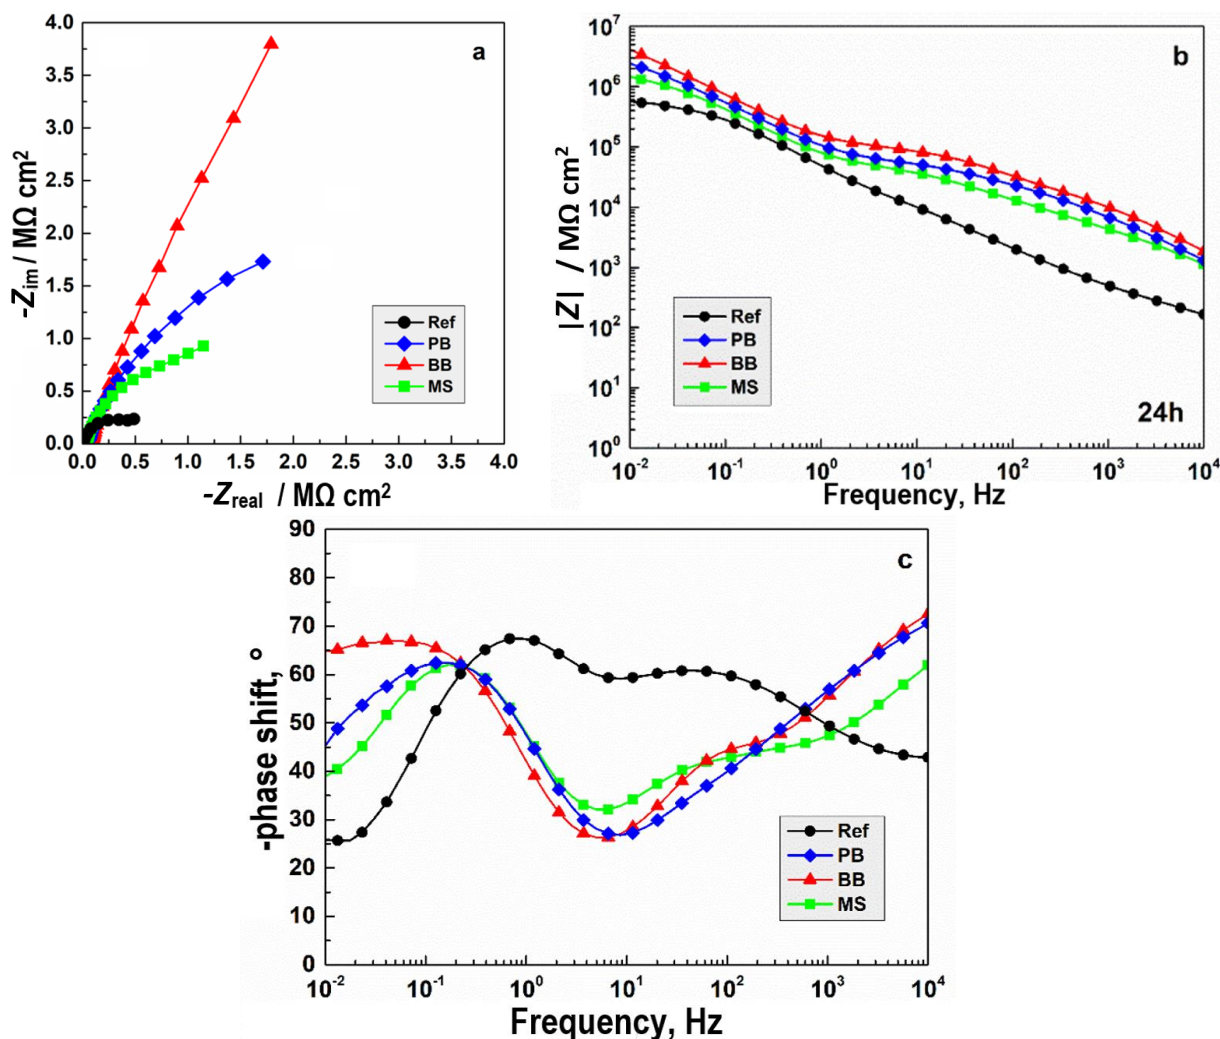 a
-Zim / MΩ cm2
4.0
3.5
3.0
2.5
2.0
1.5
1.0
0.5
0.0
0.0 0.5 1.0 1.5 2.0 2.5 3.0 3.5 4.0
-Zreal / MΩ cm2
Ref
PB
BB
MS
b
|Z| / MΩ cm2
10^7
10^6
10^5
10^4
10^3
10^2
10^1
10^0
10^-2 10^-1 10^0 10^1 10^2 10^3 10^4
Frequency, Hz
Ref
PB
BB
MS
24h
c
-phase shift, °
90
80
70
60
50
40
30
20
10
0
10^-2 10^-1 10^0 10^1 10^2 10^3 10^4
Frequency, Hz
Ref
PB
BB
MS